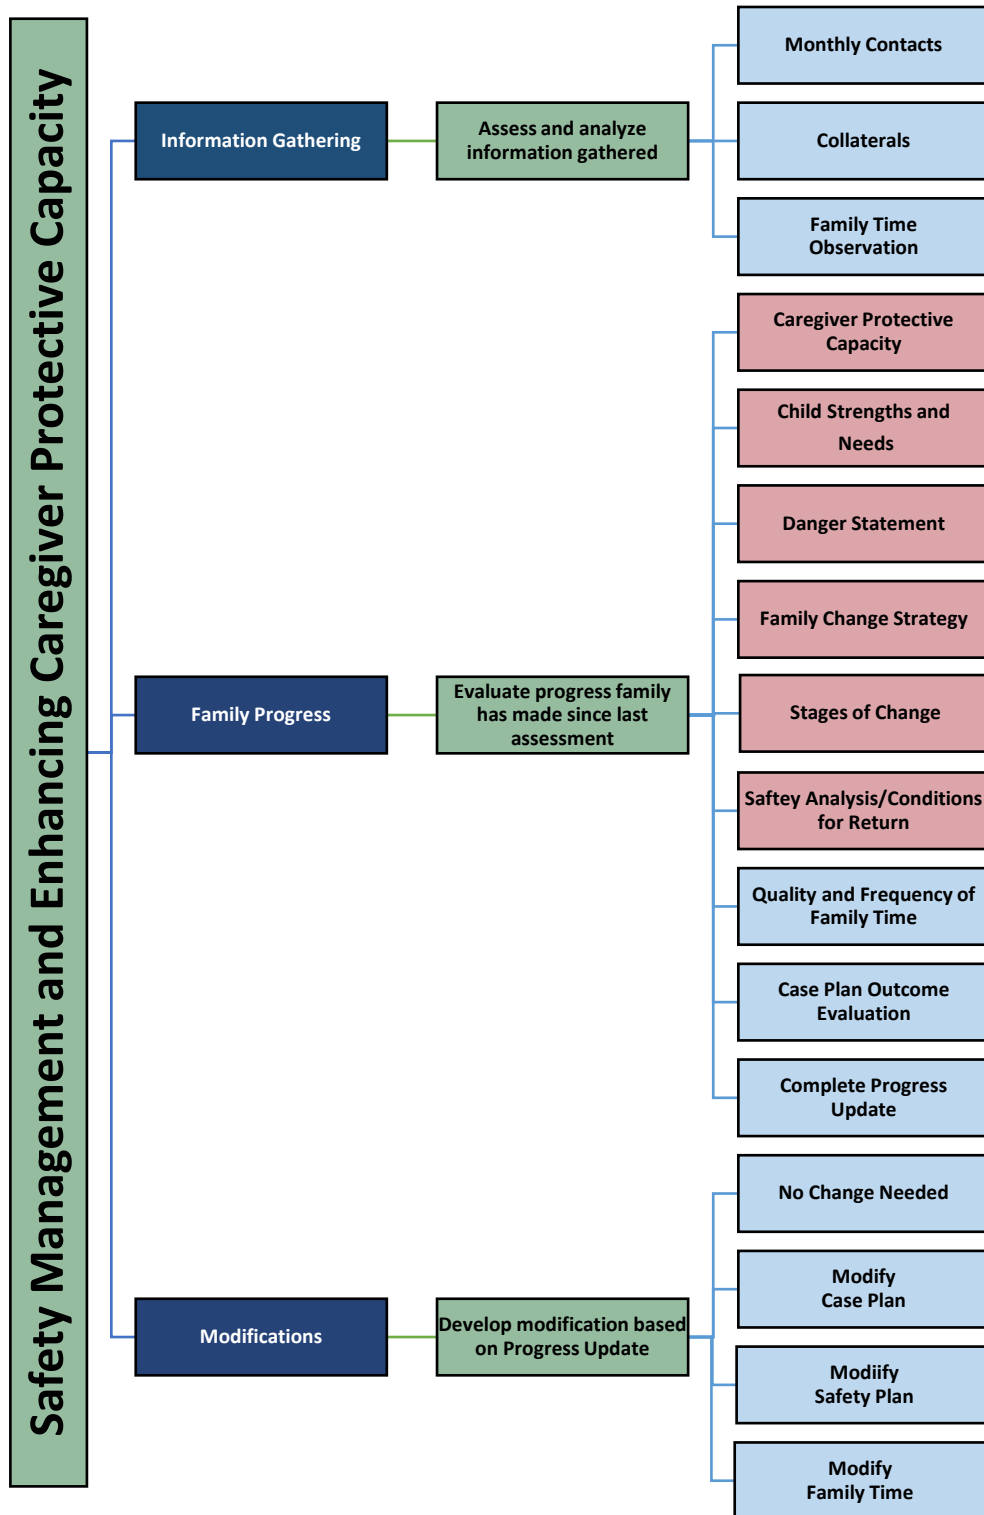 Safety Management and Enhancing Caregiver Protective Capacity
Information Gathering
Assess and analyze
information gathered
Monthly Contacts
Collaterals
Family Time
Observation
Family Progress
Evaluate progress family
has made since last
assessment
Caregiver Protective
Capacity
Child Strengths and
Needs
Danger Statement
Family Change Strategy
Stages of Change
Saftey Analysis/Conditions
for Return
Quality and Frequency of
Family Time
Case Plan Outcome
Evaluation
Complete Progress
Update
Modifications
Develop modification based
on Progress Update
No Change Needed
Modify
Case Plan
Modiify
Safety Plan
Modify
Family Time